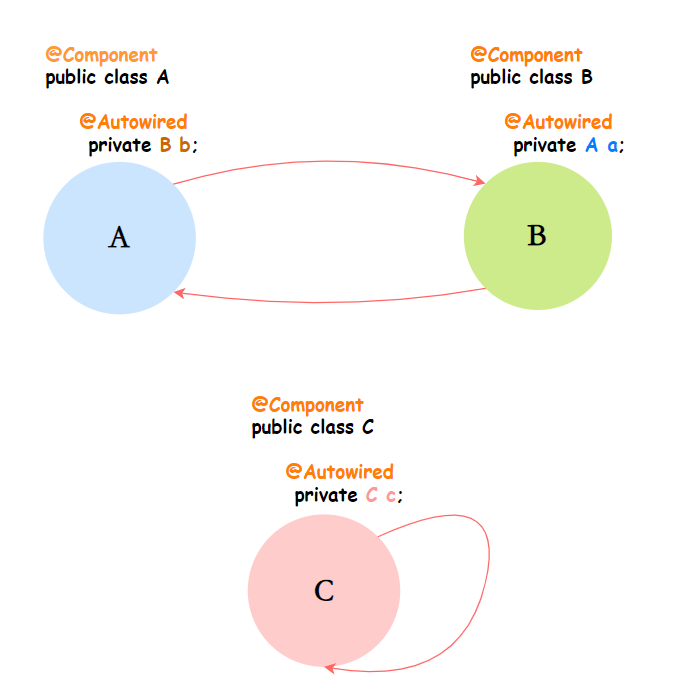 @Component
public class A
@Autowired
private B b;
A
@Component
public class B
@Autowired
private A a;
B
@Component
public class C
@Autowired
private C c;
C